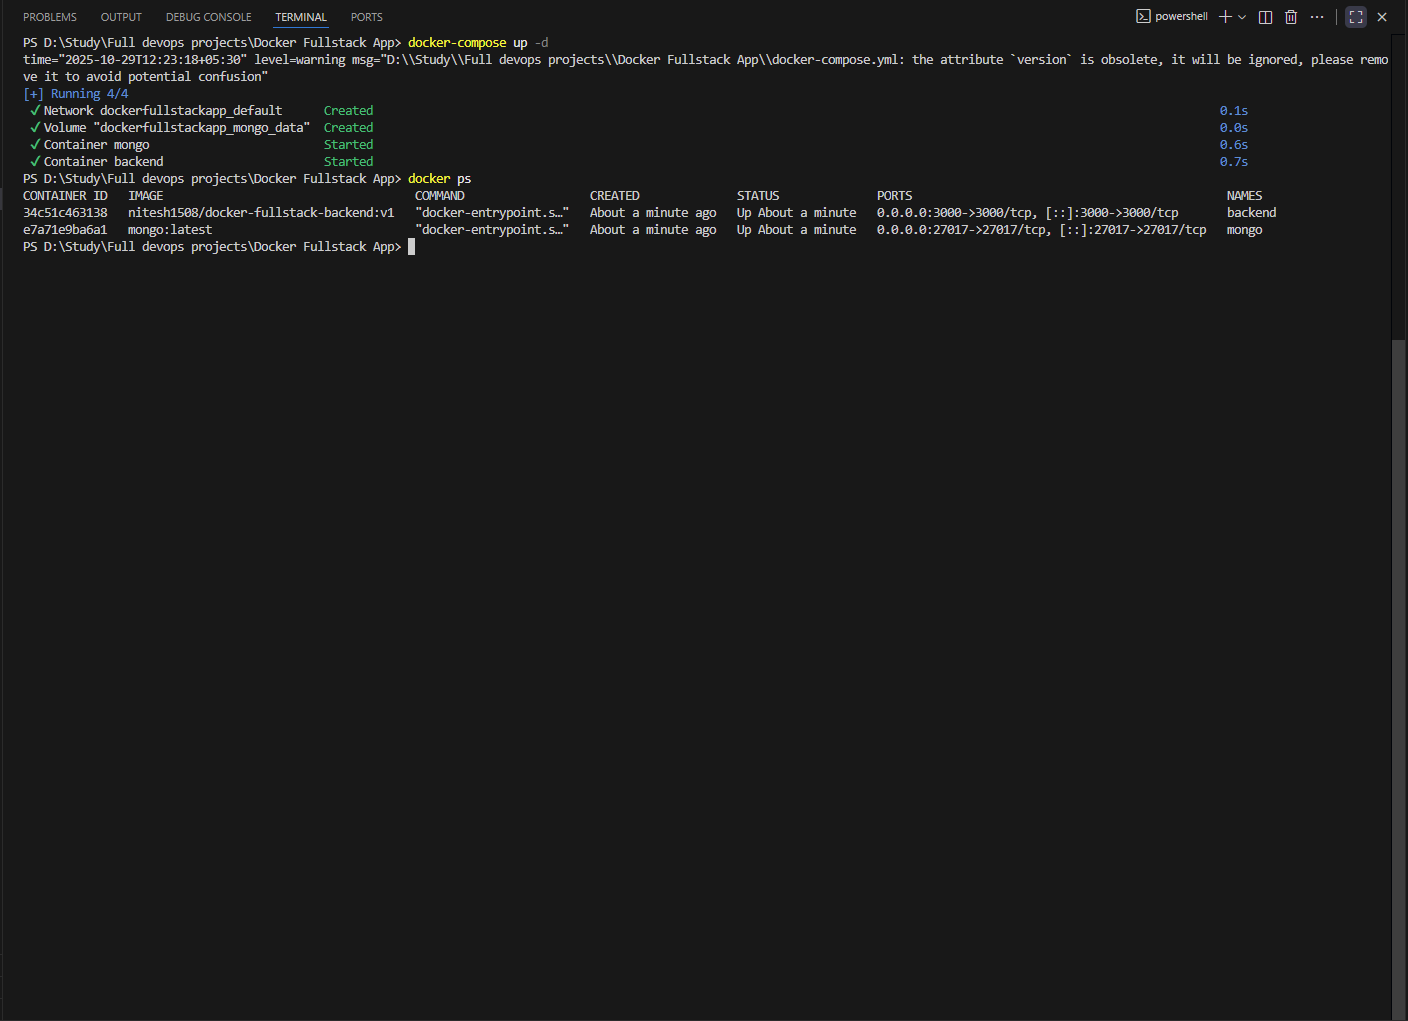 PROBLEMS OUTPUT DEBUG CONSOLE TERMINAL PORTS powershell
PS D:\Study\Full devops projects\Docker Fullstack App> docker-compose up -d
time="2025-10-29T12:23:18+05:30" level=warning msg="D:\\Study\\Full devops projects\\Docker Fullstack App\\docker-compose.yml: the attribute `version` is obsolete, it will be ignored, please remo
ve it to avoid potential confusion"
[+] Running 4/4
✓ Network dockerfullstackapp_default Created 0.1s
✓ Volume "dockerfullstackapp_mongo_data" Created 0.0s
✓ Container mongo Started 0.6s
✓ Container backend Started 0.7s
PS D:\Study\Full devops projects\Docker Fullstack App> docker ps
CONTAINER ID IMAGE COMMAND CREATED STATUS PORTS NAMES
34c51c463138 nitesh1508/docker-fullstack-backend:v1 "docker-entrypoint.s…" About a minute ago Up About a minute 0.0.0.0:3000->3000/tcp, [::]:3000->3000/tcp backend
e7a71e9ba6a1 mongo:latest "docker-entrypoint.s…" About a minute ago Up About a minute 0.0.0.0:27017->27017/tcp, [::]:27017->27017/tcp mongo
PS D:\Study\Full devops projects\Docker Fullstack App>